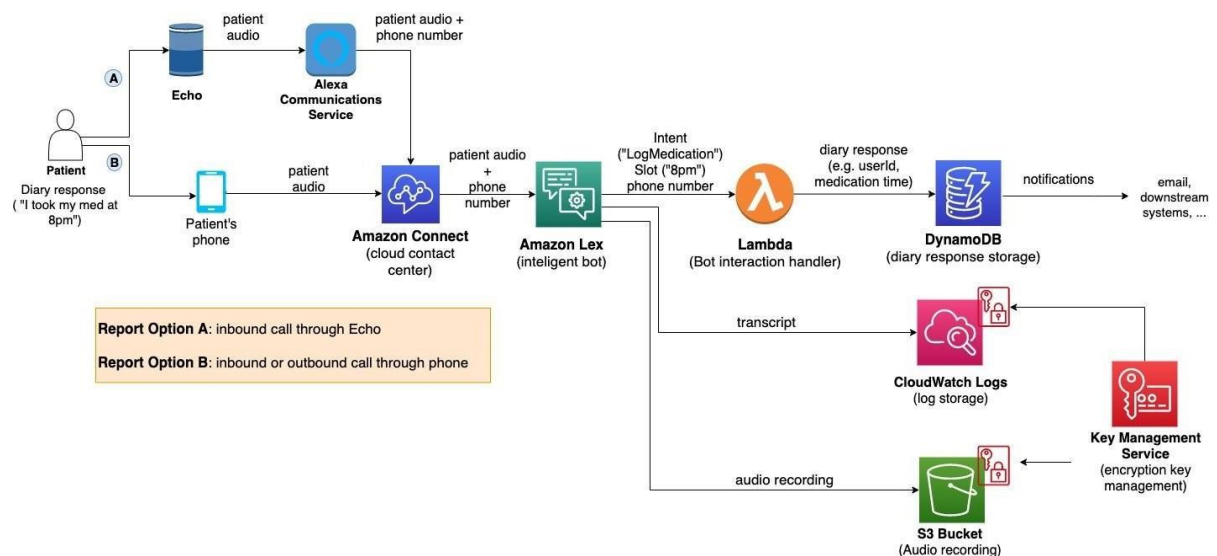 patient
audio
patient audio +
phone number
A
Echo
Alexa
Communications
Service
B
Patient
Diary response
( "I took my med at
8pm")
patient
audio
Patient's
phone
Amazon Connect
(cloud contact
center)
patient audio
+
phone
number
Amazon Lex
(inteligent bot)
Intent
("LogMedication")
Slot ("8pm")
phone number
Lambda
(Bot interaction handler)
diary response
(e.g. userId,
medication time)
DynamoDB
(diary response storage)
notifications
email,
downstream
systems, ...
Report Option A: inbound call through Echo
Report Option B: inbound or outbound call through phone
transcript
CloudWatch Logs
(log storage)
Key Management
Service
(encryption key
management)
audio recording
S3 Bucket
(Audio recording)